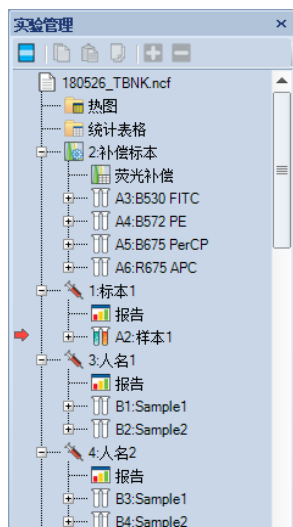 实验管理
180526_TBNK.ncf
热图
统计表格
2:补偿标本
荧光补偿
A3:B530 FITC
A4:B572 PE
A5:B675 PerCP
A6:R675 APC
1:标本1
报告
A2:样本1
3:人名1
报告
B1:Sample1
B2:Sample2
4:人名2
报告
B3:Sample1
B4:Sample2